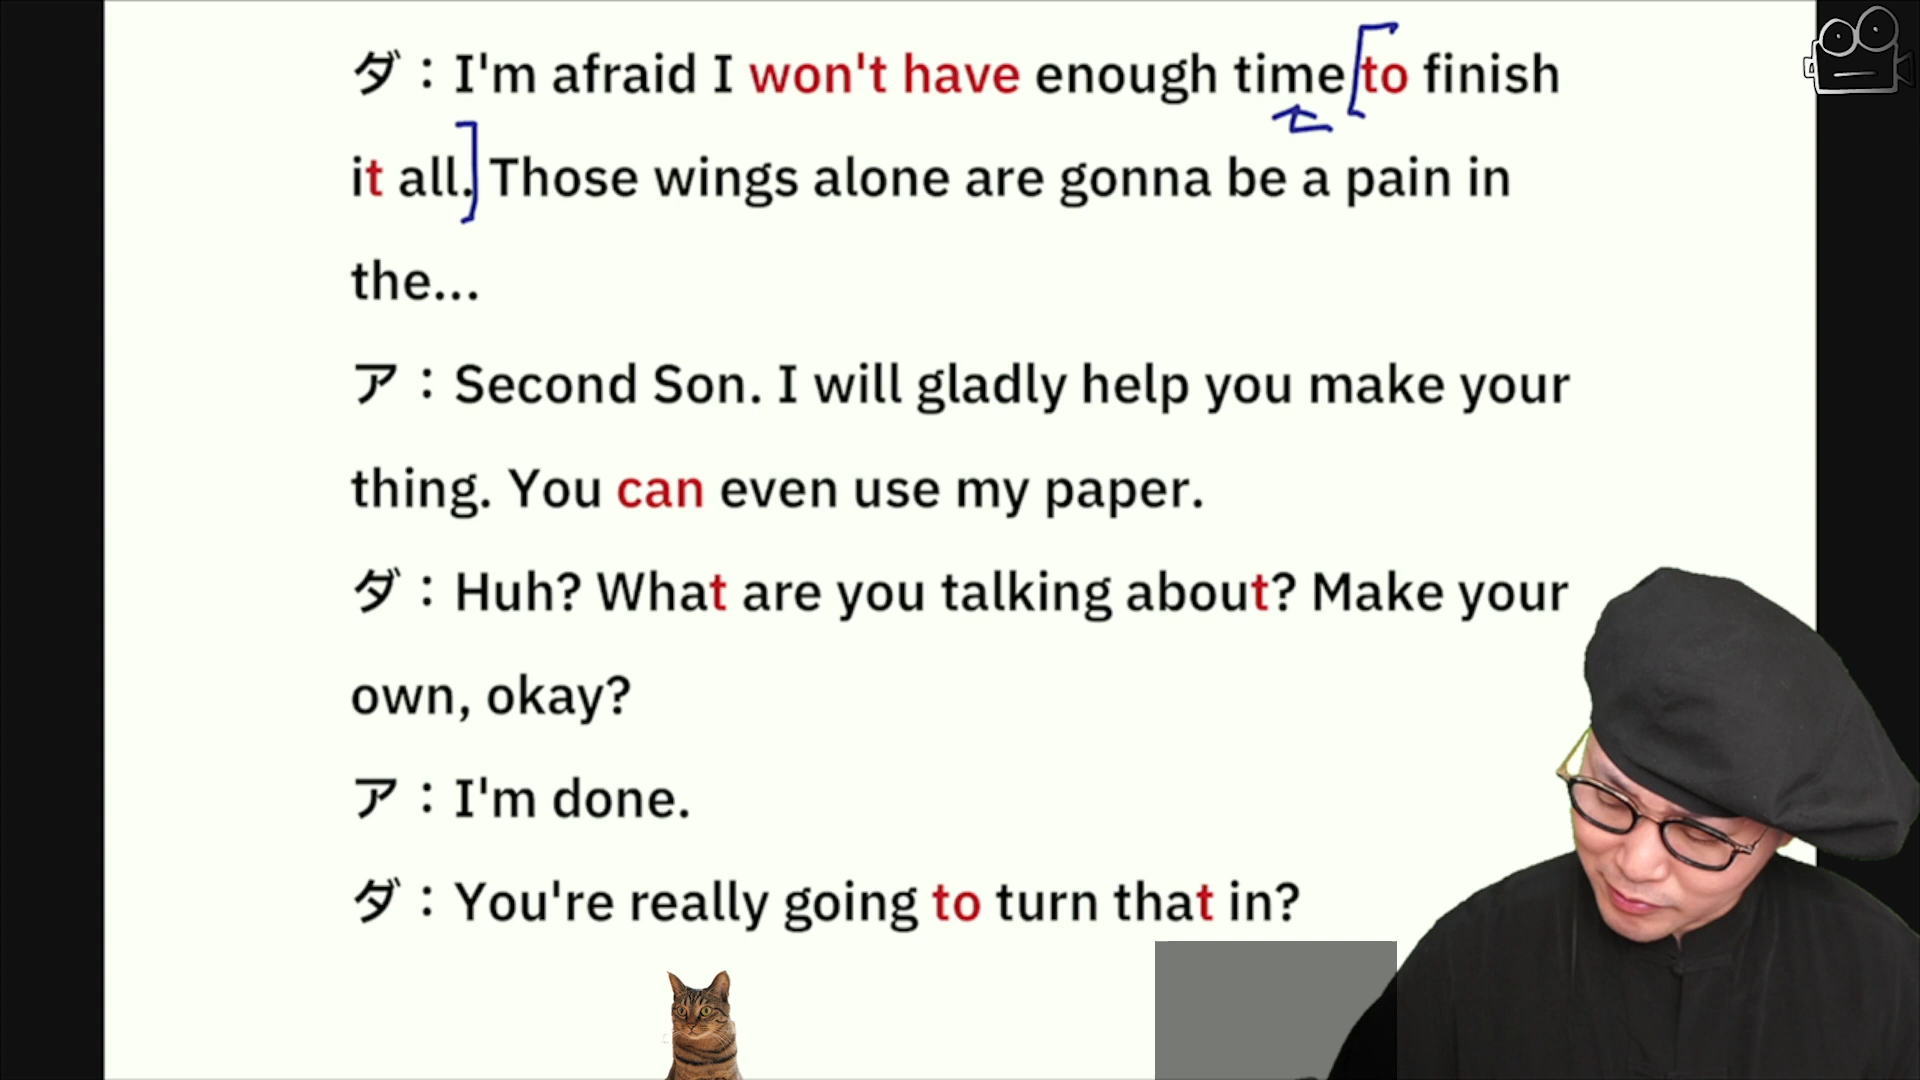 ダ：I'm afraid I won't have enough time to finish
it all. Those wings alone are gonna be a pain in
the...
ア：Second Son. I will gladly help you make your
thing. You can even use my paper.
ダ：Huh? What are you talking about? Make your
own, okay?
ア：I'm done.
ダ：You're really going to turn that in?